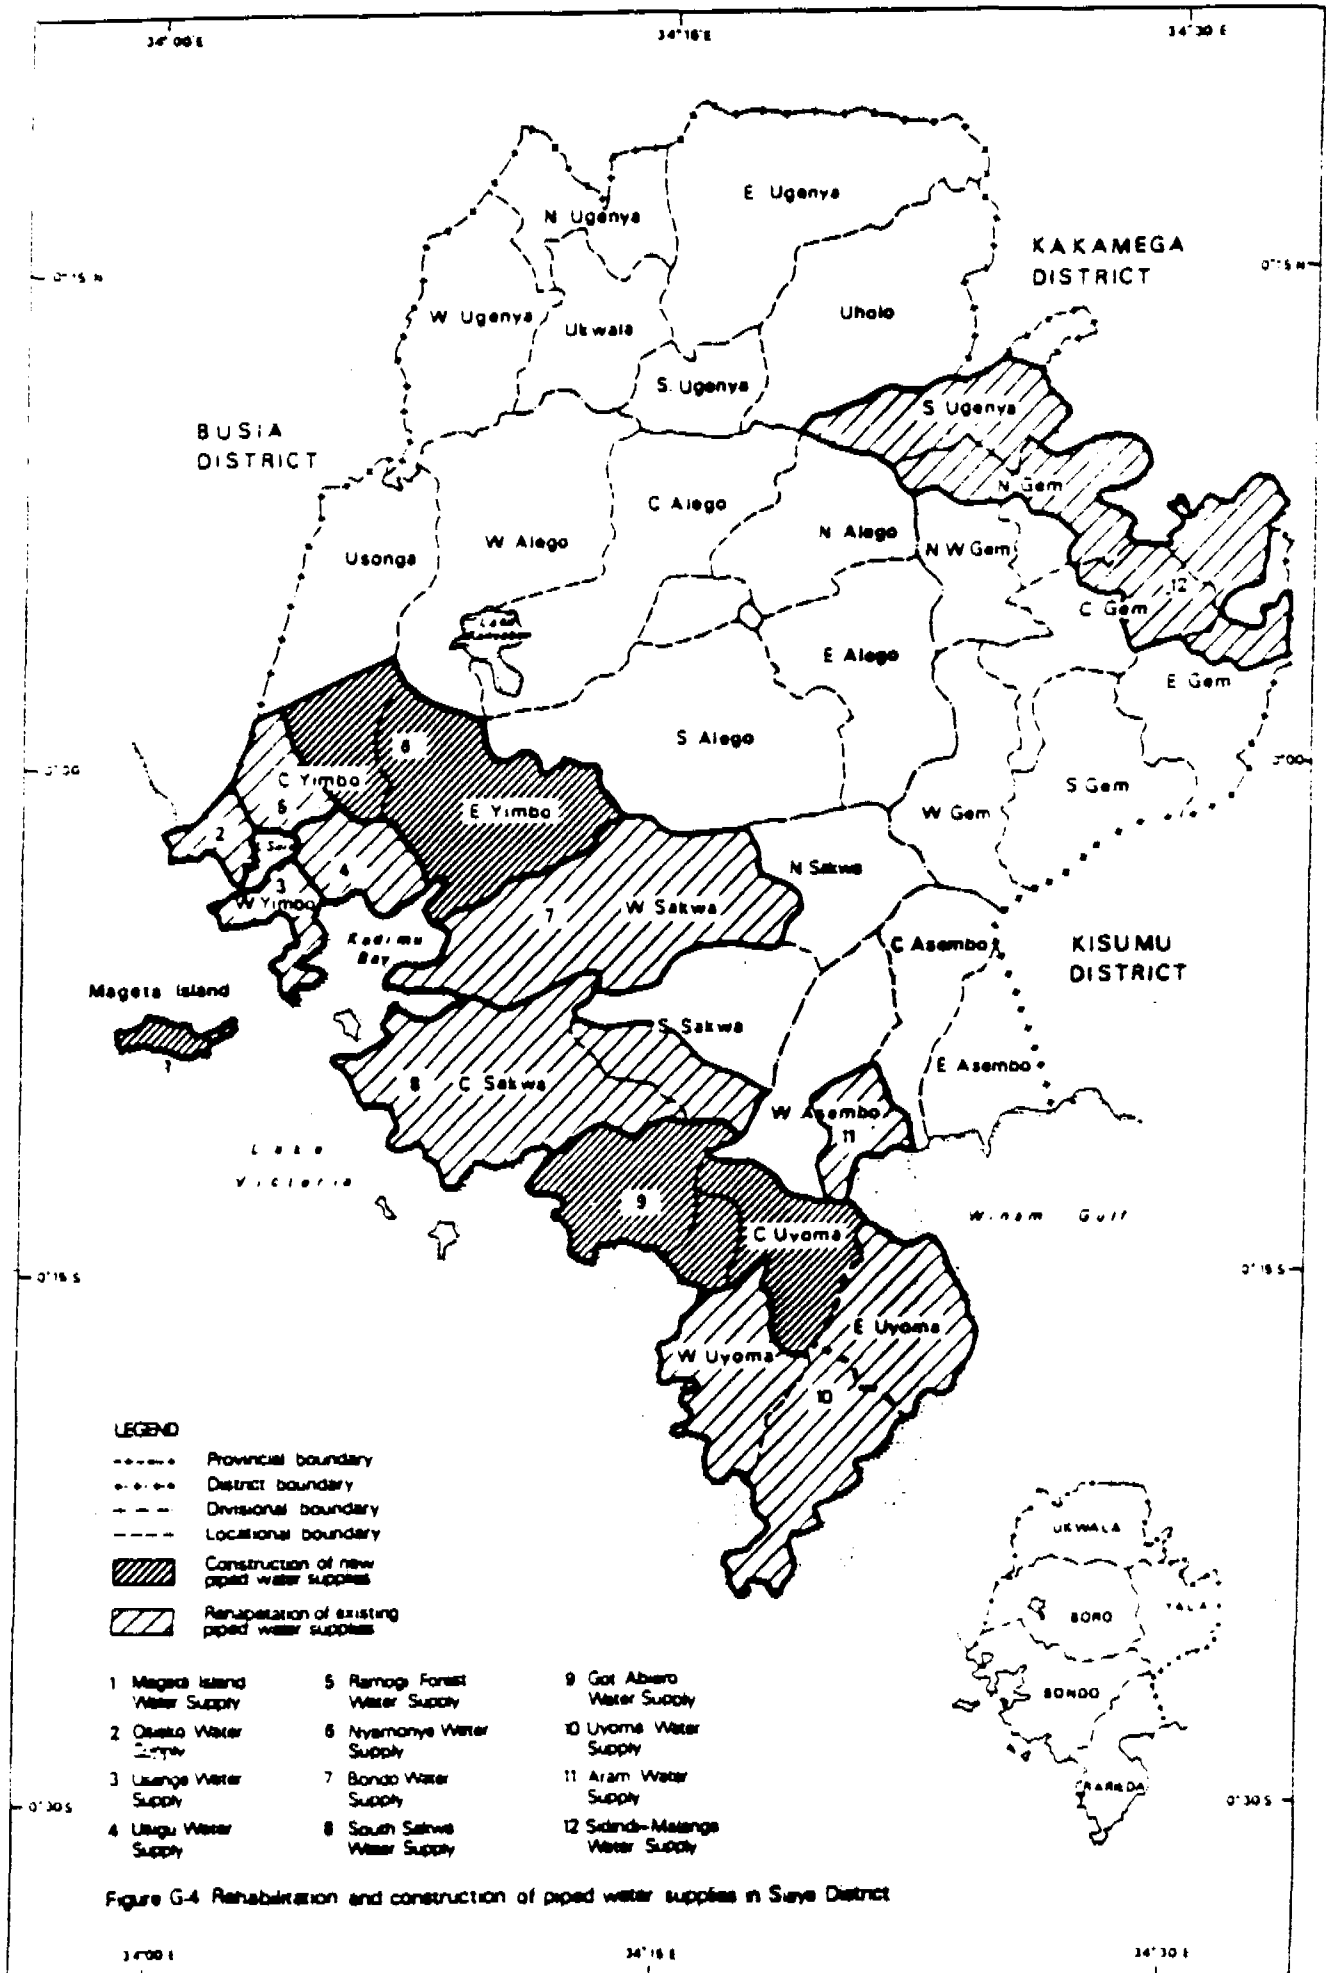 34°00'E
34°15'E
34°30'E
E Ugenya
N Ugenya
KAKAMEGA
DISTRICT
0°15'N
0°15'N
W Ugenya
Ukwala
Uholo
S. Ugenya
S Ugenya
BUSIA
DISTRICT
N Gem
C Alego
W Alego
N Alego
N W Gem
Usonga
12
C Gem
Lake
E Alego
E Gem
S Alego
6
0°00
0°00
C Yimbo
5
S Gem
E Yimbo
W Gem
2
4
N Sakwa
3
W Yimbo
7
W Sakwa
Kadimu
Bay
C Asembo
KISUMU
DISTRICT
Mageta Island
S Sakwa
E Asembo
8 C Sakwa
W Asembo
11
Lake
Victoria
9
Winam Gulf
C Uyoma
0°15 S
0°15 S
E Uyoma
W Uyoma
10
LEGEND
Provincial boundary
District boundary
Divisional boundary
Locational boundary
Construction of new
piped water supplies
of existing
piped water supplies
UKWALA
BORO
YALA
BONDO
RARIEDA
1 Mageta Island
Water Supply
2 Water
Supply
3 Usenge Water
Supply
4 Usigu Water
Supply
5 Ramogi Forest
Water Supply
6 Nyamonye Water
Supply
7 Bondo Water
Supply
8 South Sakwa
Water Supply
9 Got Abiero
Water Supply
10 Uyoma Water
Supply
11 Aram Water
Supply
12 Sidindi-Malanga
Water Supply
0°30 S
0°30 S
Figure G-4 Rehabilitation and construction of piped water supplies in Siaya District
34°00 E
34°15 E
34°30 E